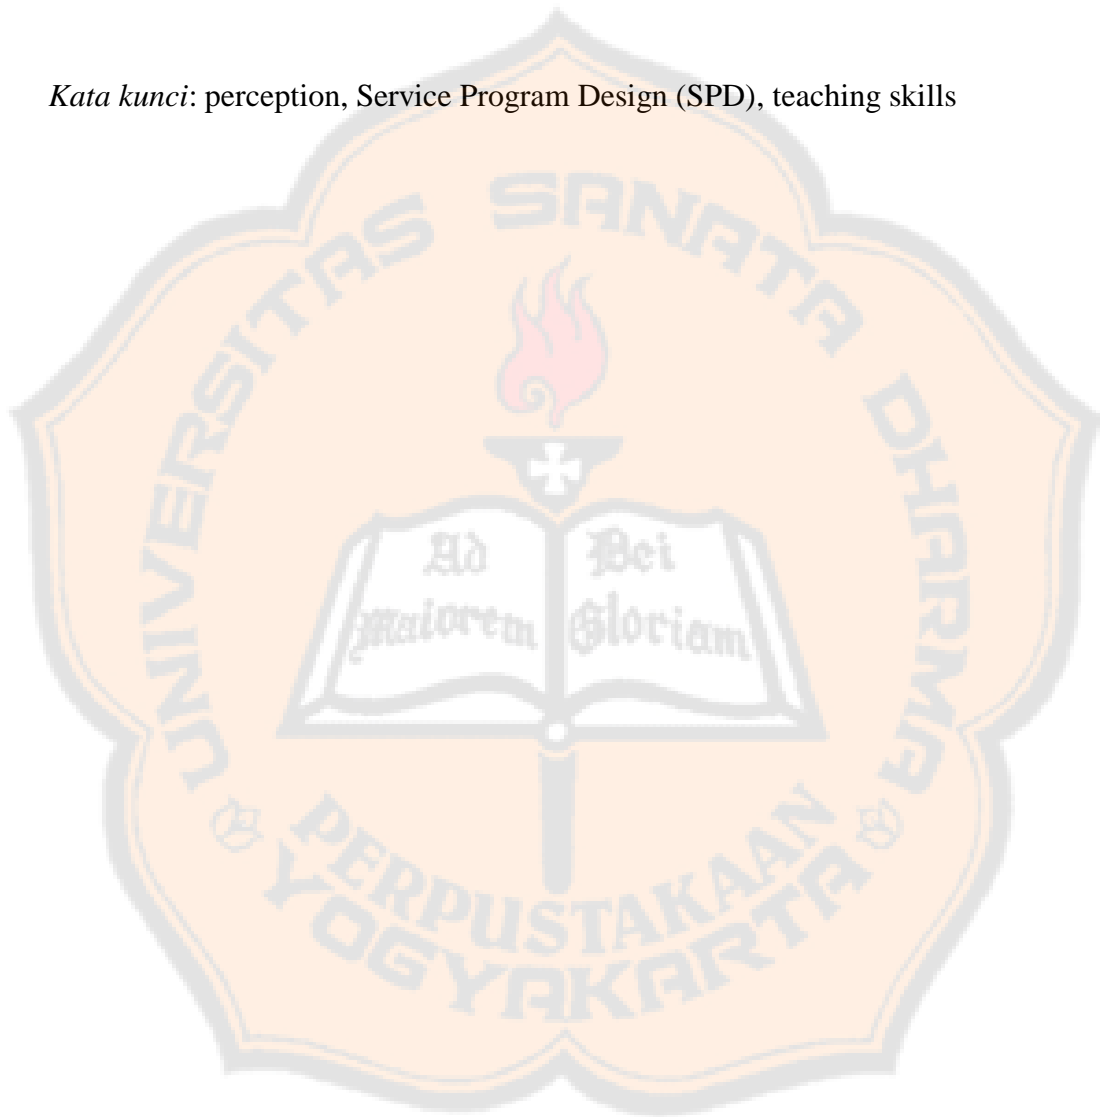 Kata kunci: perception, Service Program Design (SPD), teaching skills
UNIVERSITAS SANATA DHARMA
Ad Dei
Maiorem Gloriam
PERPUSTAKAAN
YOGYAKARTA